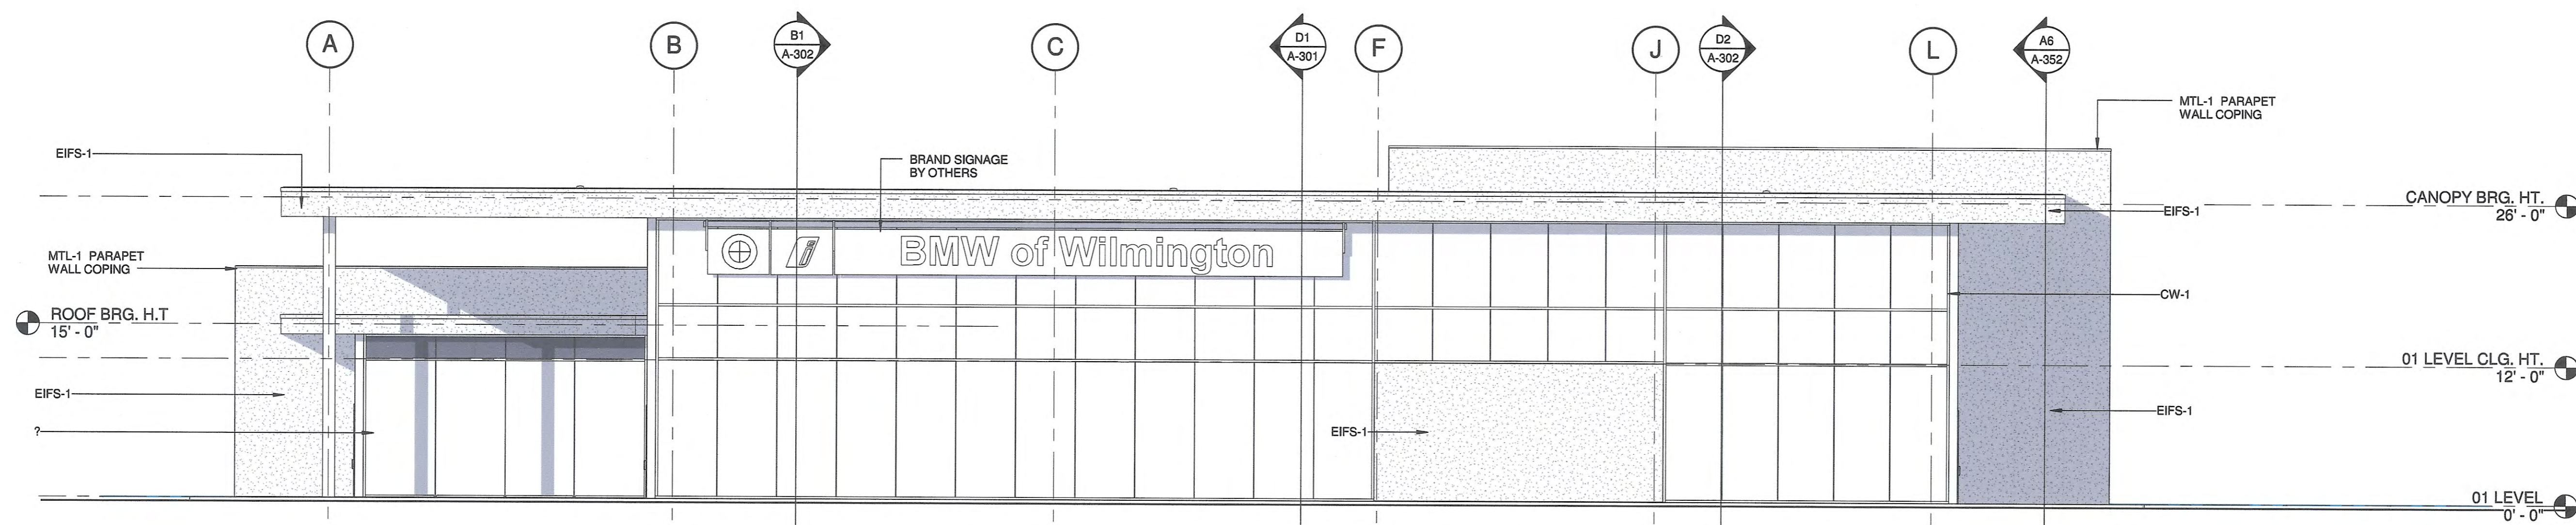 A
B
B1
A-302
C
D1
A-301
F
J
D2
A-302
L
A6
A-352
MTL-1 PARAPET
WALL COPING
EIFS-1
BRAND SIGNAGE
BY OTHERS
CANOPY BRG. HT.
26' - 0"
EIFS-1
BMW of Wilmington
MTL-1 PARAPET
WALL COPING
CW-1
ROOF BRG. H.T
15' - 0"
01 LEVEL CLG. HT.
12' - 0"
EIFS-1
EIFS-1
?
EIFS-1
01 LEVEL
0' - 0"